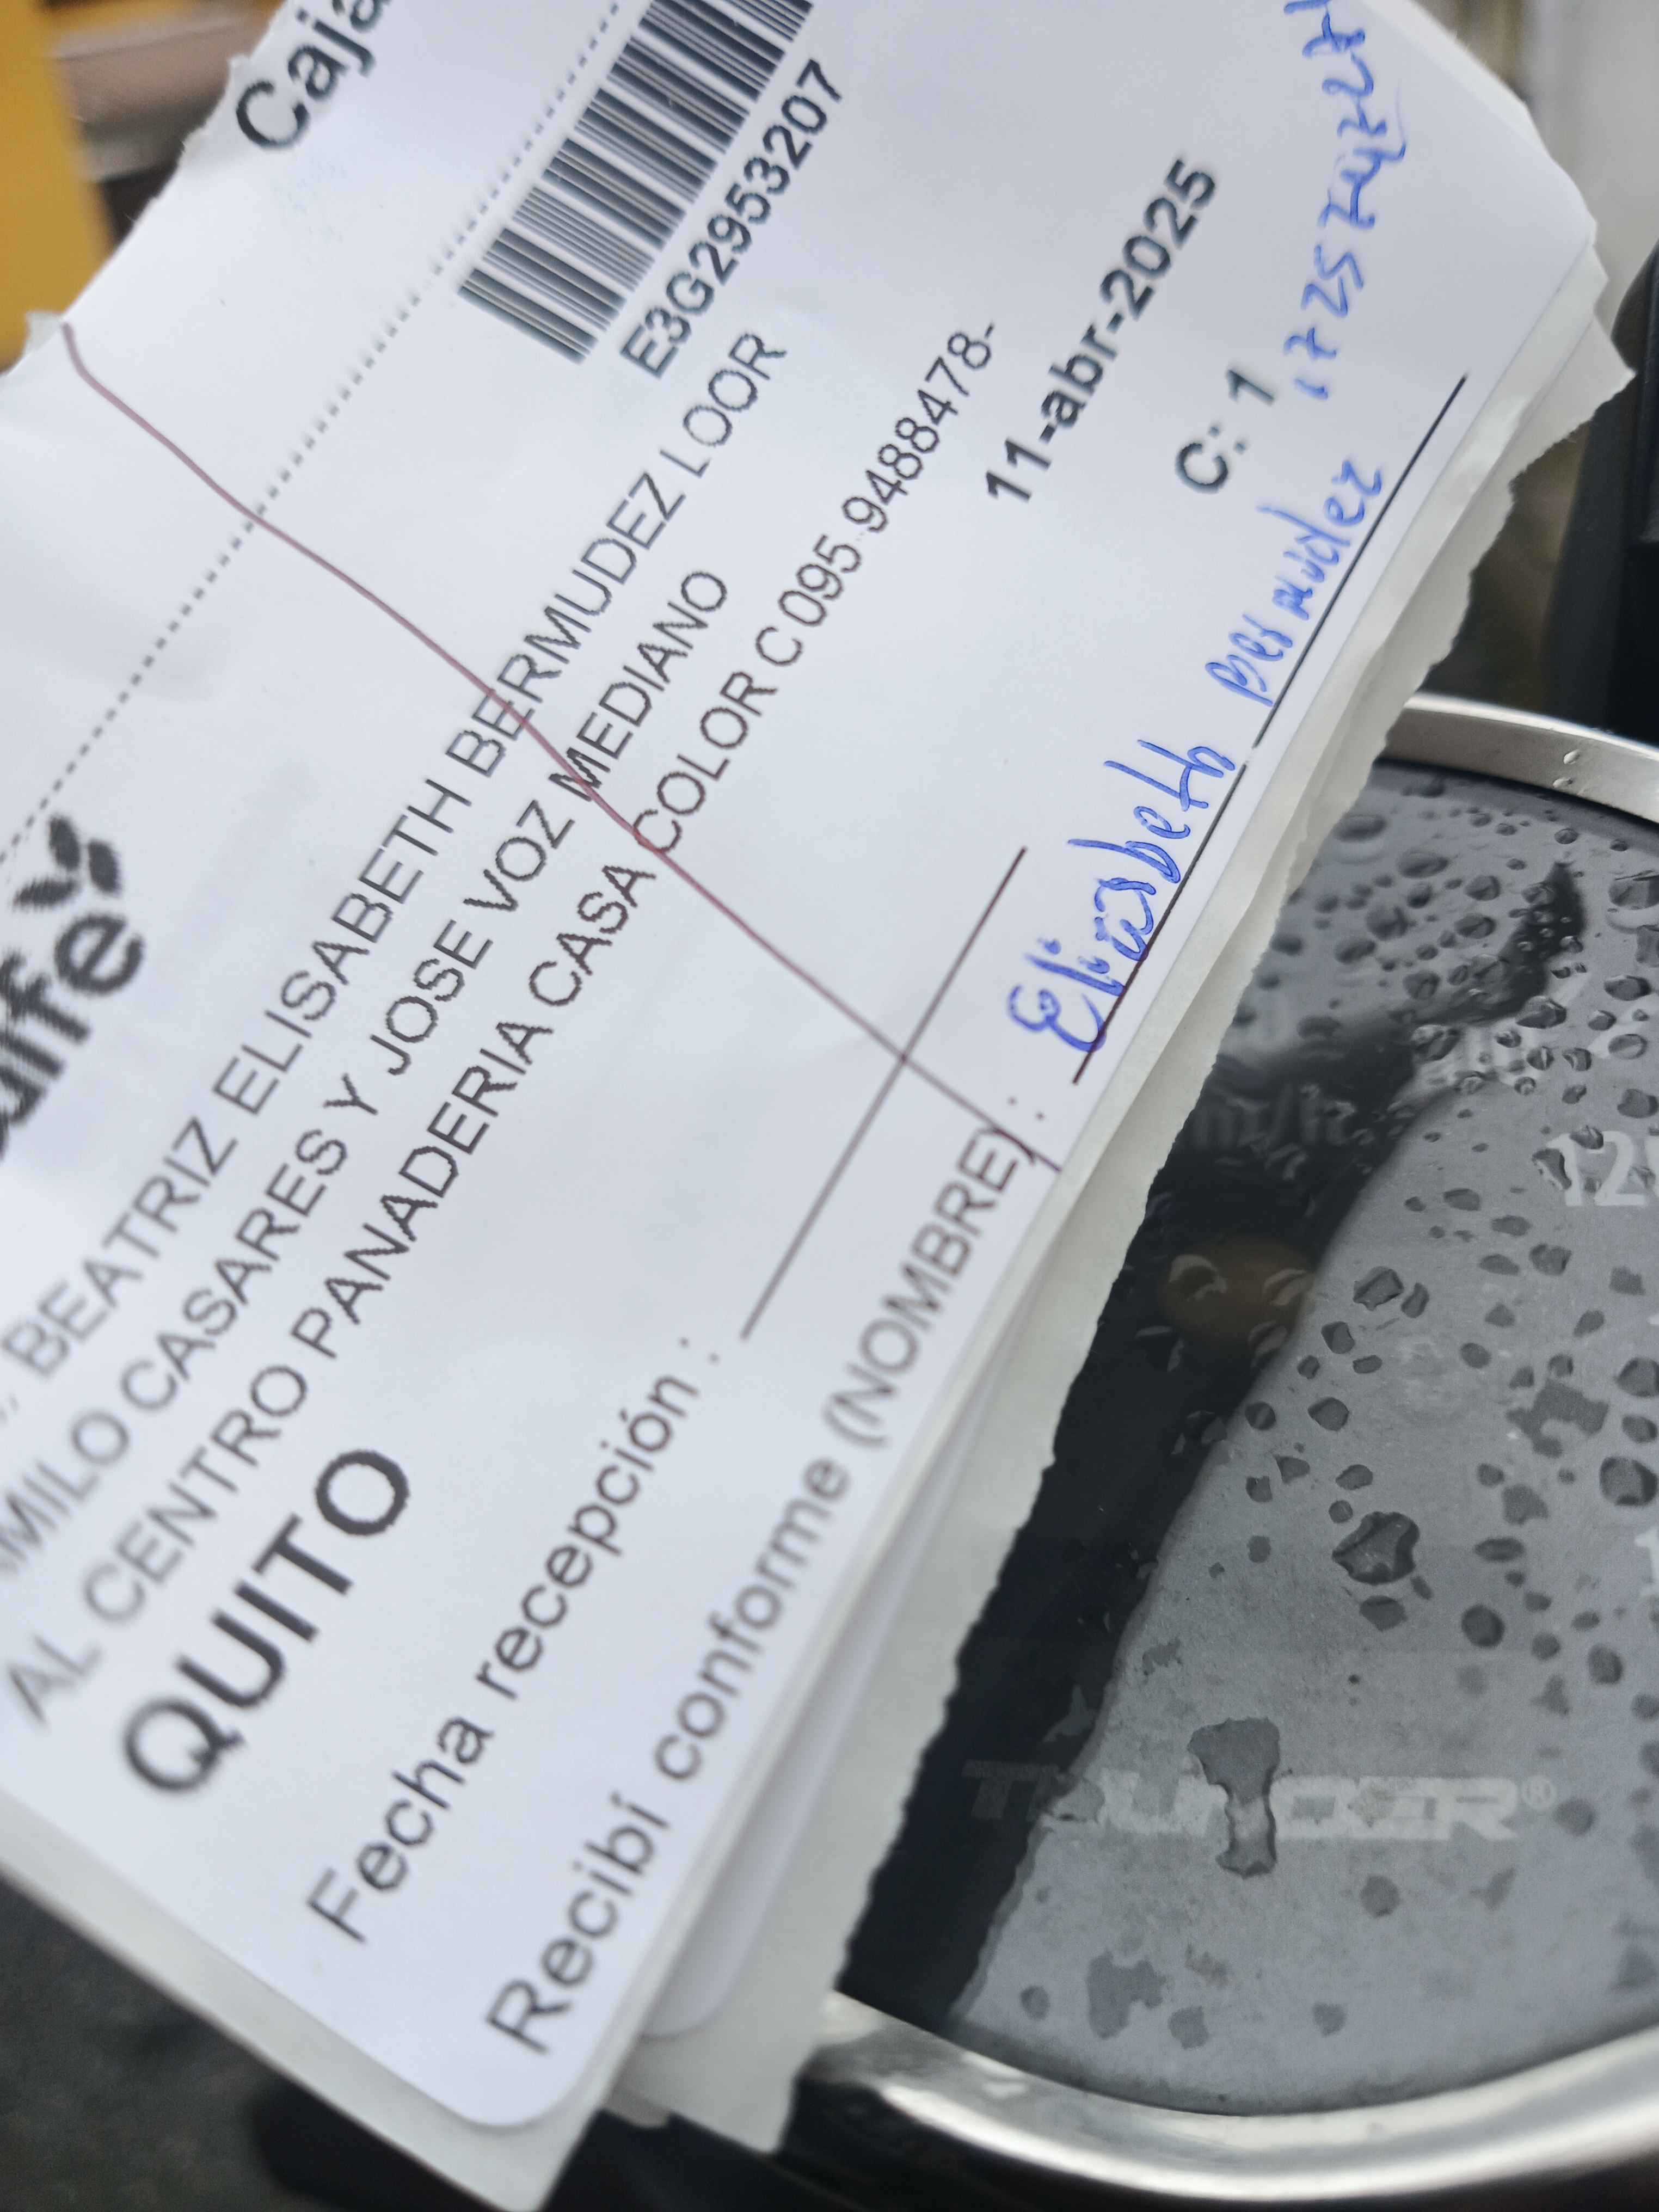 Caja
E3G2953207
BEATRIZ ELISABETH BERMUDEZ LOOR
MILO CASARES Y JOSE VOZ MEDIANO
AL CENTRO PANADERIA CASA COLOR C 095 9488478-
QUITO
11-abr-2025
Fecha recepción :
C: 1
Recibí conforme (NOMBRE) :
bermudez
THUNDER®